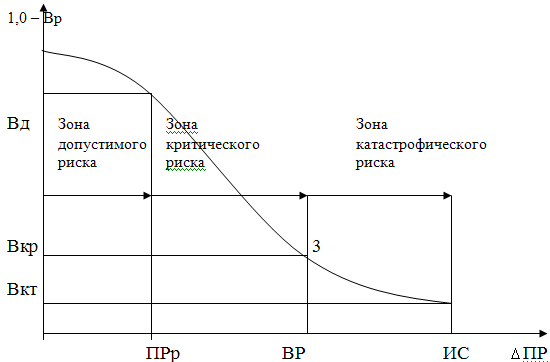 1,0 – Вр
Вд
Зона
допустимого
риска
Зона
критического
риска
Зона
катастрофического
риска
Вкр
3
Вкт
ПРр
ВР
ИС
Δ ПР